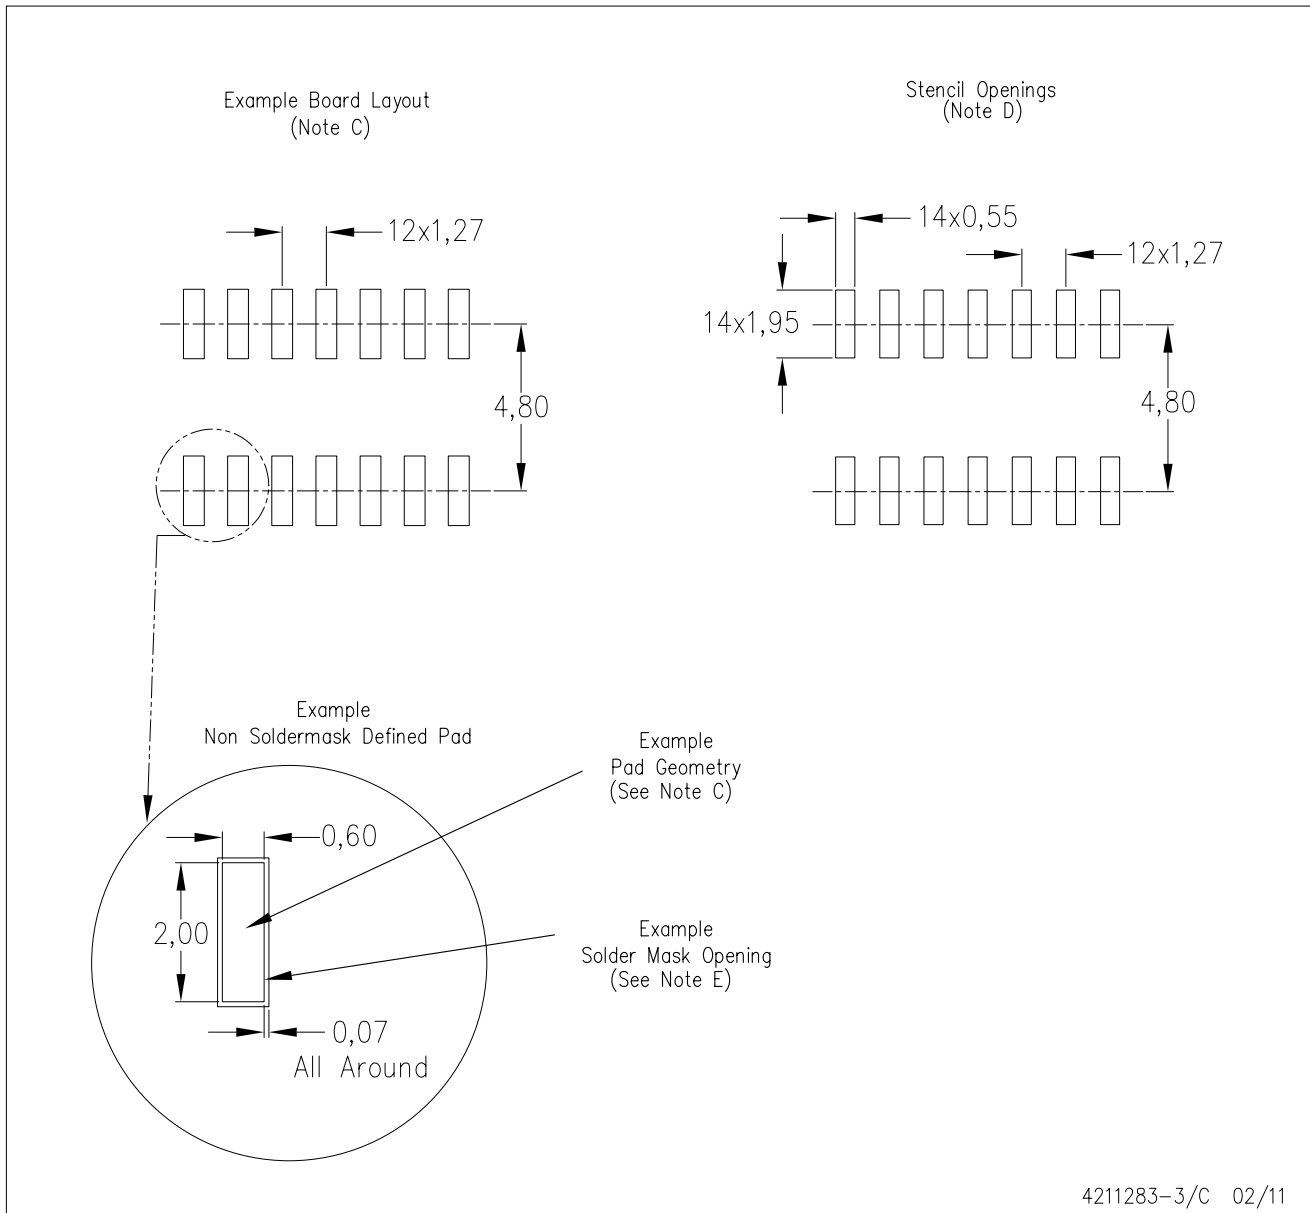 Example Board Layout
(Note C)
Stencil Openings
(Note D)
12x1,27
14x0,55
12x1,27
14x1,95
4,80
4,80
Example
Non Soldermask Defined Pad
Example
Pad Geometry
(See Note C)
0,60
2,00
Example
Solder Mask Opening
(See Note E)
0,07
All Around
4211283-3/C 02/11